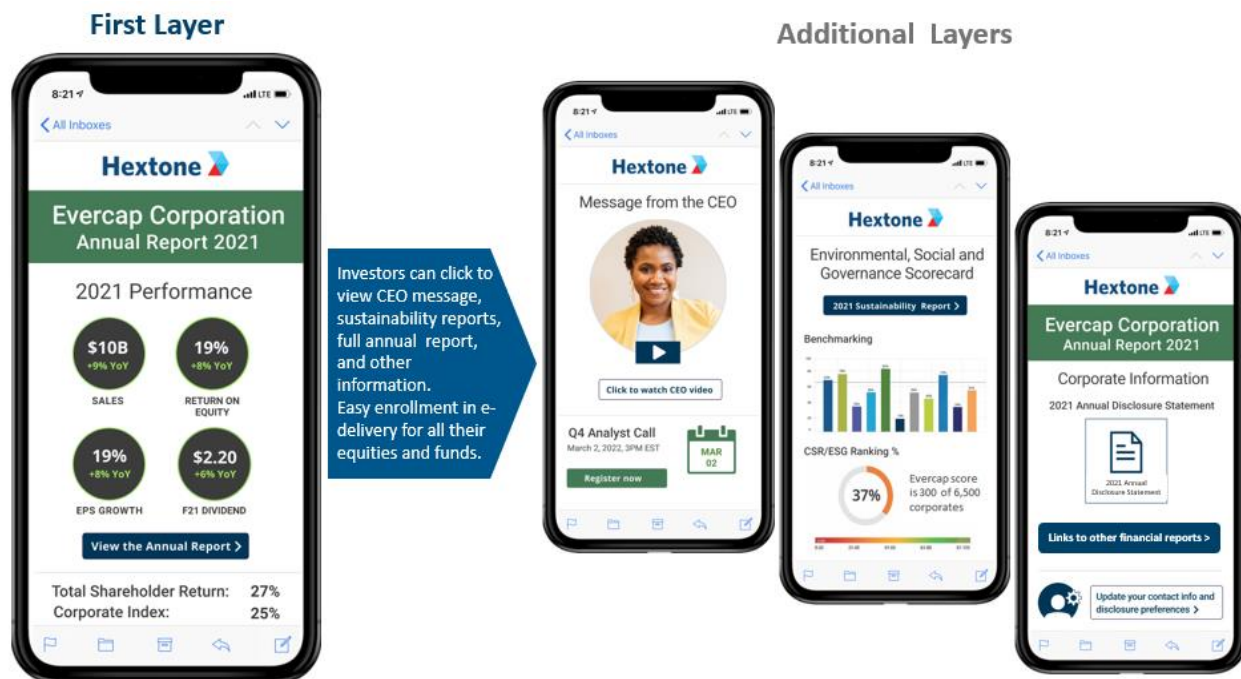 First Layer
Additional Layers
8:21
LTE
All Inboxes
Hextone
Evercap Corporation
Annual Report 2021
2021 Performance
$10B
+9% YoY
SALES
19%
+8% YoY
RETURN ON
EQUITY
19%
+8% YoY
EPS GROWTH
$2.20
+6% YoY
F21 DIVIDEND
View the Annual Report >
Total Shareholder Return: 27%
Corporate Index: 25%
Investors can click to
view CEO message,
sustainability reports,
full annual report,
and other
information.
Easy enrollment in e-
delivery for all their
equities and funds.
8:21
LTE
All Inboxes
Hextone
Message from the CEO
Click to watch CEO video
Q4 Analyst Call
March 2, 2022, 3PM EST
Register now
MAR
02
8:21
LTE
All Inboxes
Hextone
Environmental, Social and
Governance Scorecard
2021 Sustainability Report >
Benchmarking
CSR/ESG Ranking %
37%
Evercap score
is 300 of 6,500
corporates
8:21
LTE
All Inboxes
Hextone
Evercap Corporation
Annual Report 2021
Corporate Information
2021 Annual Disclosure Statement
2021 Annual
Disclosure Statement
Links to other financial reports >
Update your contact info and
disclosure preferences >